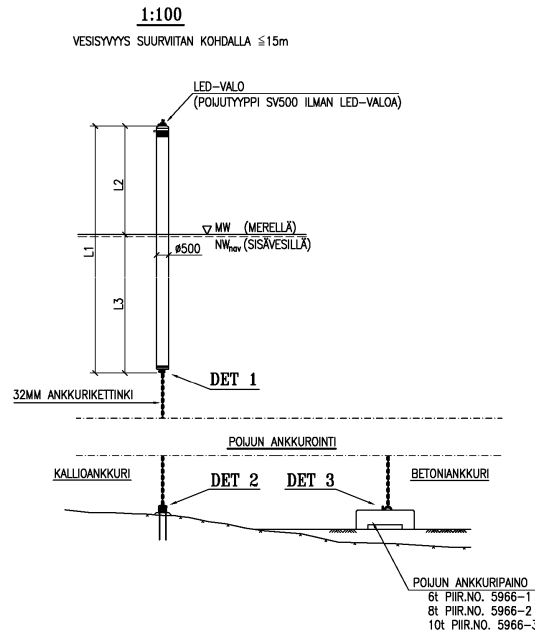 1:100
VESISYVYYS SUURVIITAN KOHDALLA ≦15m
LED-VALO
(POIJUTYYPPI SV500 ILMAN LED-VALOA)
L2
MW (MERELLÄ)
NWnav (SISÄVESILLÄ)
L1
Ø500
L3
DET 1
32MM ANKKURIKETTINKI
POIJUN ANKKUROINTI
KALLIOANKKURI
BETONIANKKURI
DET 2
DET 3
POIJUN ANKKURIPAINO
6t PIIR.NO. 5966-1
8t PIIR.NO. 5966-2
10t PIIR.NO. 5966-3